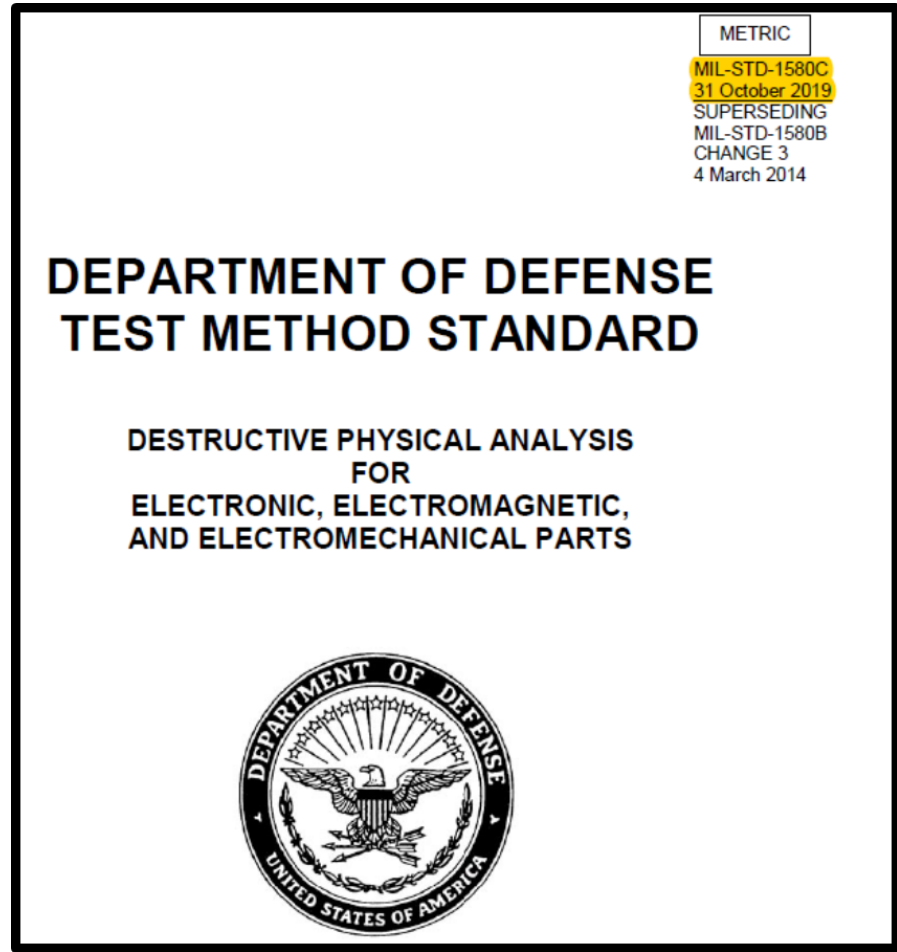 METRIC
MIL-STD-1580C
31 October 2019
SUPERSEDING
MIL-STD-1580B
CHANGE 3
4 March 2014
DEPARTMENT OF DEFENSE
TEST METHOD STANDARD
DESTRUCTIVE PHYSICAL ANALYSIS
FOR
ELECTRONIC, ELECTROMAGNETIC,
AND ELECTROMECHANICAL PARTS
DEPARTMENT OF DEFENSE
UNITED STATES OF AMERICA